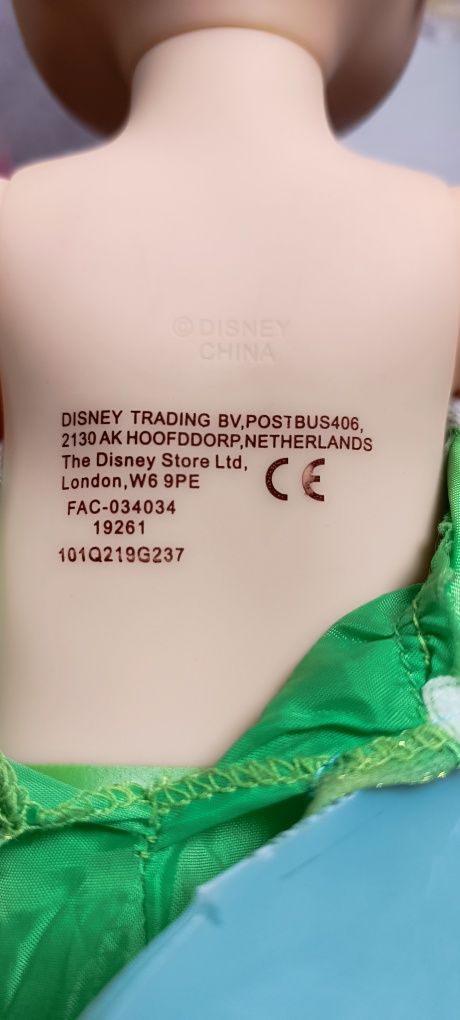 ©DISNEY
CHINA
DISNEY TRADING BV,POSTBUS406,
2130 AK HOOFDDORP,NETHERLANDS
The Disney Store Ltd,
London,W6 9PE
CE
FAC-034034
19261
101Q219G237